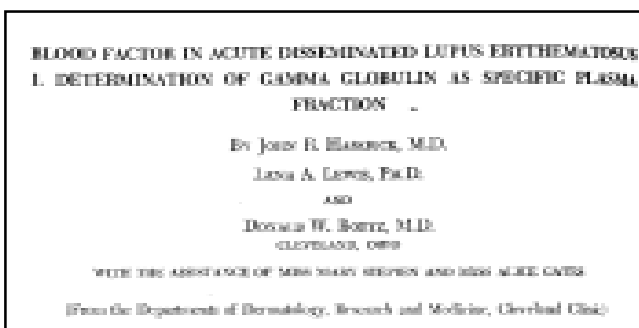 BLOOD FACTOR IN ACUTE DISSEMINATED LUPUS ERYTHEMATOSUS
I. DETERMINATION OF GAMMA GLOBULIN AS SPECIFIC PLASMA
FRACTION
BY JOHN R. HASERICK, M.D.
LENA A. LEWIS, PH.D.
AND
DONALD W. BORTZ, M.D.
CLEVELAND, OHIO
WITH THE ASSISTANCE OF MISS MARY STEPHEN AND MISS ALICE
(From the Departments of Dermatology, Research and Medicine, Cleveland Clinic)